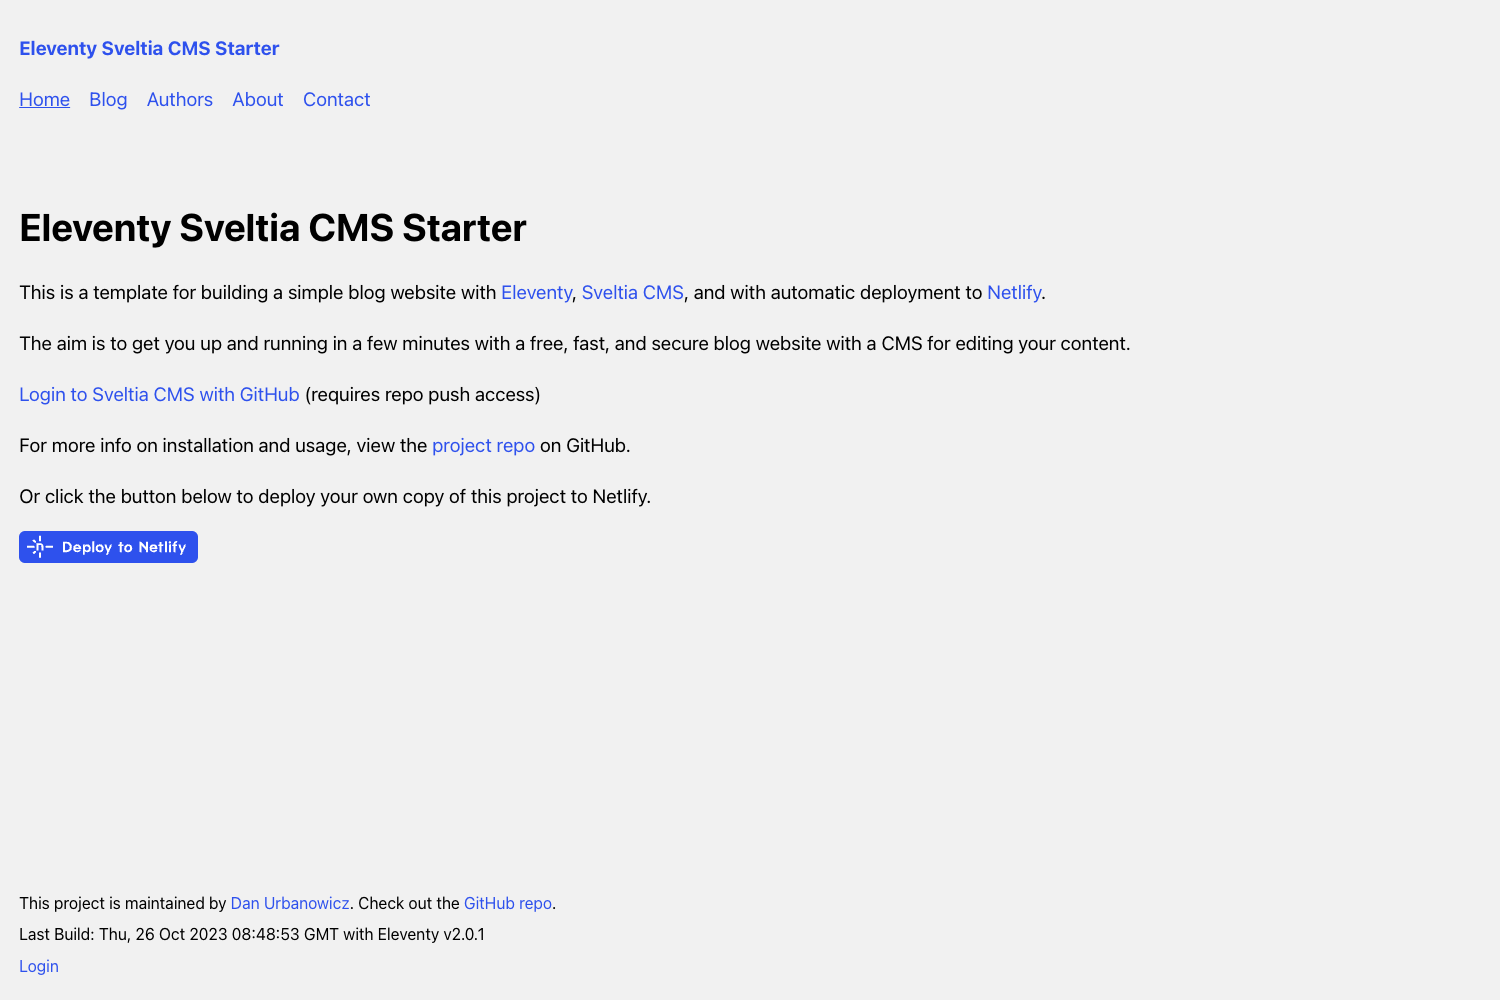 Eleventy Sveltia CMS Starter
Home Blog Authors About Contact
Eleventy Sveltia CMS Starter
This is a template for building a simple blog website with Eleventy, Sveltia CMS, and with automatic deployment to Netlify.
The aim is to get you up and running in a few minutes with a free, fast, and secure blog website with a CMS for editing your content.
Login to Sveltia CMS with GitHub (requires repo push access)
For more info on installation and usage, view the project repo on GitHub.
Or click the button below to deploy your own copy of this project to Netlify.
Deploy to Netlify
This project is maintained by Dan Urbanowicz. Check out the GitHub repo.
Last Build: Thu, 26 Oct 2023 08:48:53 GMT with Eleventy v2.0.1
Login